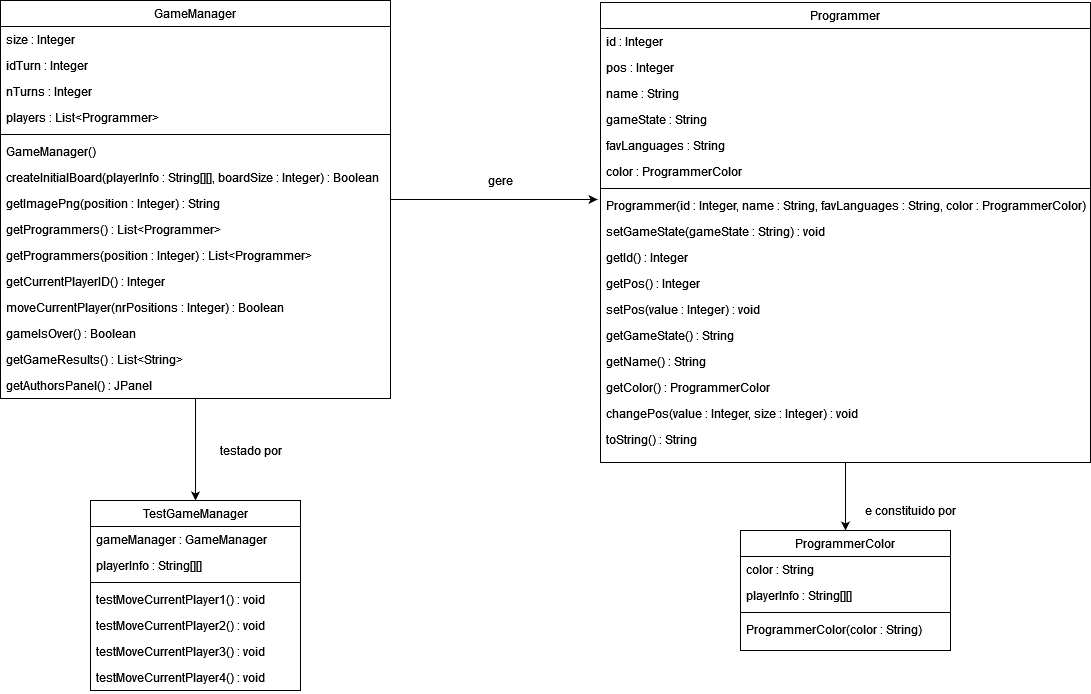 GameManager
size : Integer
idTurn : Integer
nTurns : Integer
players : List<Programmer>
GameManager()
createInitialBoard(playerInfo : String[][], boardSize : Integer) : Boolean
getImagePng(position : Integer) : String
getProgrammers() : List<Programmer>
getProgrammers(position : Integer) : List<Programmer>
getCurrentPlayerID() : Integer
moveCurrentPlayer(nrPositions : Integer) : Boolean
gameIsOver() : Boolean
getGameResults() : List<String>
getAuthorsPanel() : JPanel
gere
Programmer
id : Integer
pos : Integer
name : String
gameState : String
favLanguages : String
color : ProgrammerColor
Programmer(id : Integer, name : String, favLanguages : String, color : ProgrammerColor)
setGameState(gameState : String) : void
getId() : Integer
getPos() : Integer
setPos(value : Integer) : void
getGameState() : String
getName() : String
getColor() : ProgrammerColor
changePos(value : Integer, size : Integer) : void
toString() : String
testado por
TestGameManager
gameManager : GameManager
playerInfo : String[][]
testMoveCurrentPlayer1() : void
testMoveCurrentPlayer2() : void
testMoveCurrentPlayer3() : void
testMoveCurrentPlayer4() : void
e constituido por
ProgrammerColor
color : String
playerInfo : String[][]
ProgrammerColor(color : String)